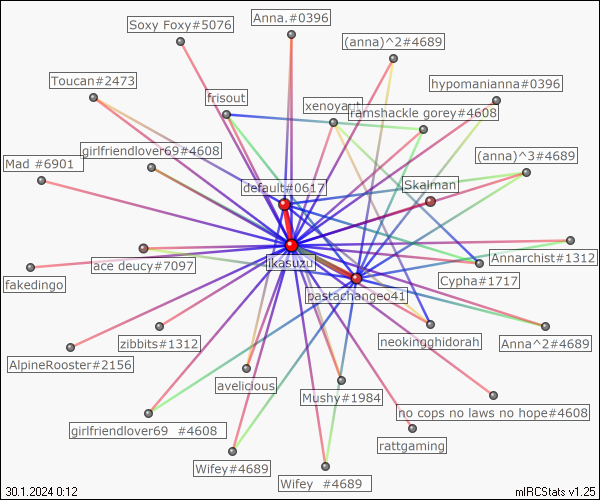 Soxy Foxy#5076
Anna.#0396
(anna)^2#4689
Toucan#2473
hypomanianna#0396
frisout
xenoyaut
ramshackle gorey#4608
girlfriendlover69#4608
Mad #6901
(anna)^3#4689
default#0617
Skalman
ikasuzu
Annarchist#1312
ace deucy#7097
fakedingo
Cypha#1717
pastachangeo41
zibbits#1312
neokingghidorah
Anna^2#4689
AlpineRooster#2156
avelicious
Mushy#1984
no cops no laws no hope#4608
girlfriendlover69 #4608
rattgaming
Wifey#4689
Wifey #4689
30.1.2024 0:12
mIRCStats v1.25